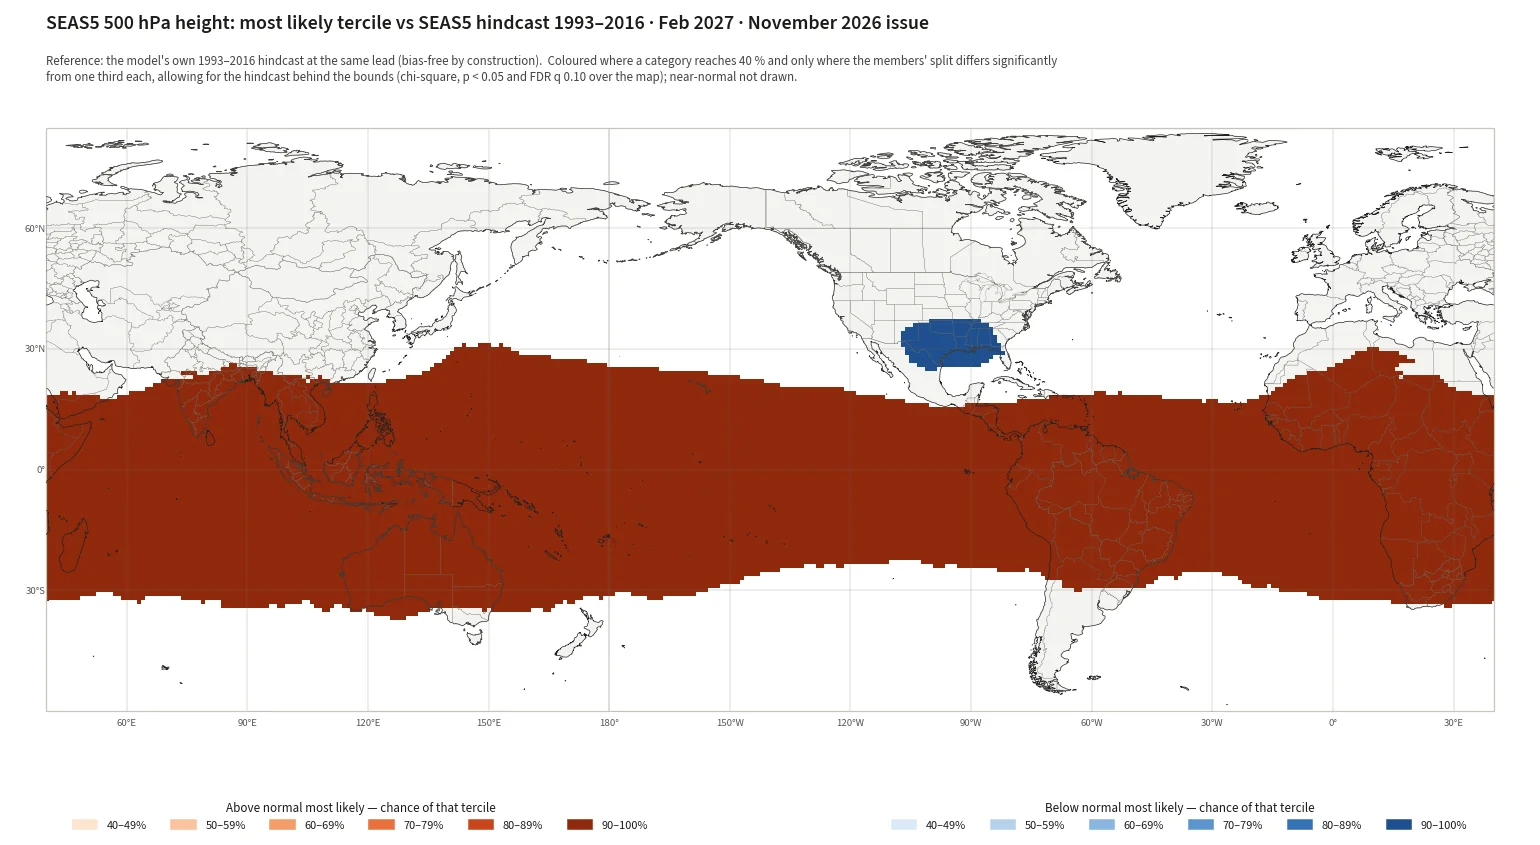 SEAS5 500 hPa height: most likely tercile vs SEAS5 hindcast 1993–2016 · Feb 2027 · November 2026 issue
Reference: the model's own 1993–2016 hindcast at the same lead (bias-free by construction). Coloured where a category reaches 40 % and only where the members' split differs significantly
from one third each, allowing for the hindcast behind the bounds (chi-square, p < 0.05 and FDR q 0.10 over the map); near-normal not drawn.
60°N
30°N
0°
30°S
60°E 90°E 120°E 150°E 180° 150°W 120°W 90°W 60°W 30°W 0° 30°E
Above normal most likely — chance of that tercile
40–49% 50–59% 60–69% 70–79% 80–89% 90–100%
Below normal most likely — chance of that tercile
40–49% 50–59% 60–69% 70–79% 80–89% 90–100%